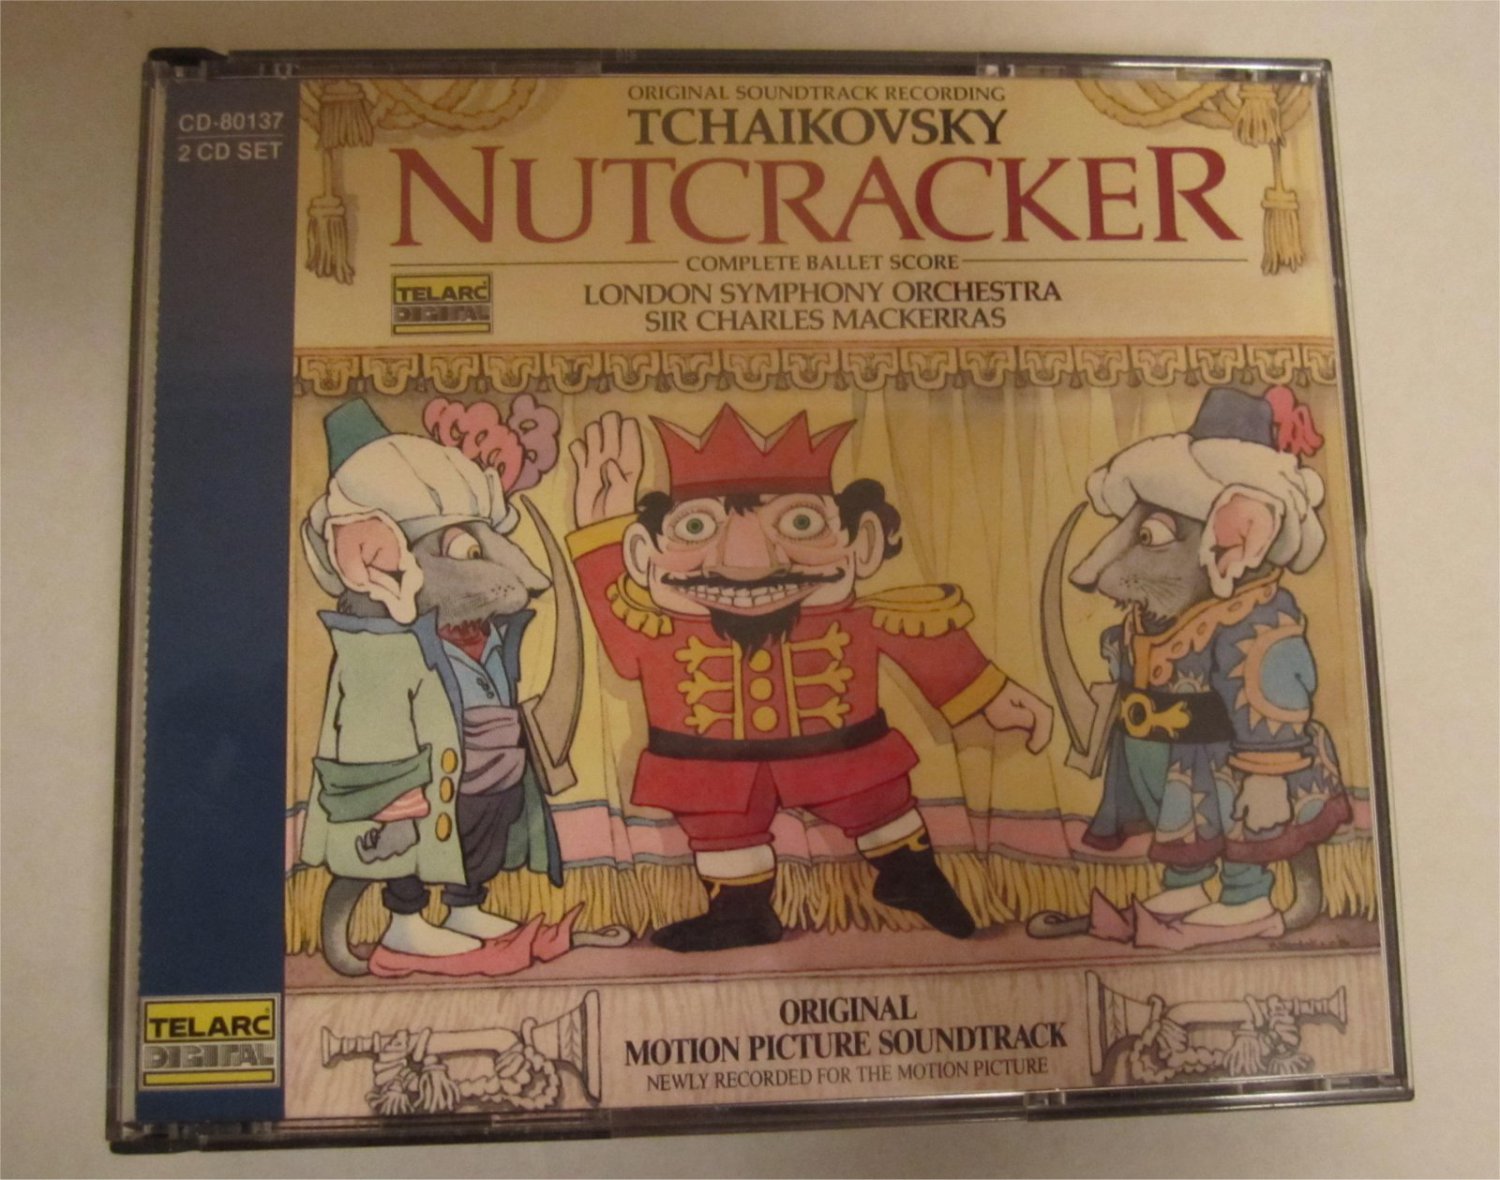 CD-80137
2 CD SET
ORIGINAL SOUNDTRACK RECORDING
TCHAIKOVSKY
NUTCRACKER
COMPLETE BALLET SCORE
TELARC
DIGITAL
LONDON SYMPHONY ORCHESTRA
SIR CHARLES MACKERRAS
TELARC
DIGITAL
ORIGINAL
MOTION PICTURE SOUNDTRACK
NEWLY RECORDED FOR THE MOTION PICTURE